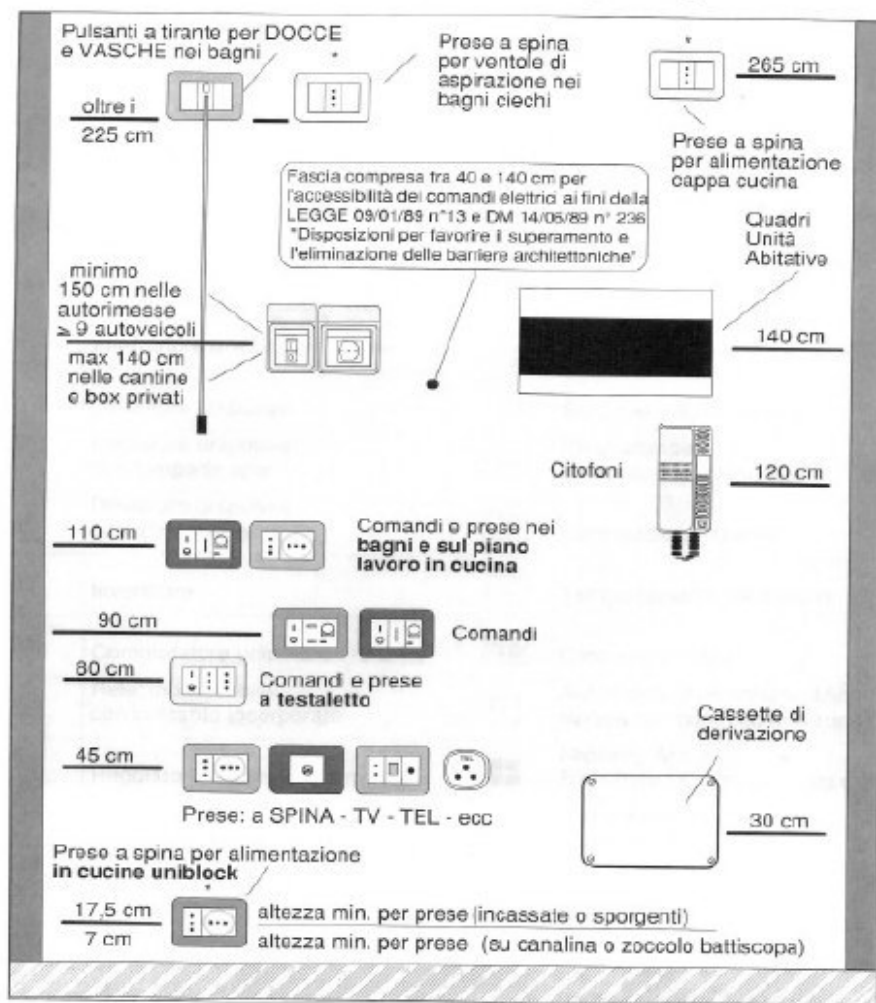 Pulsanti a tirante per DOCCE
e VASCHE nei bagni
*
Prese a spina
per ventole di
aspirazione nei
bagni ciechi
*
265 cm
oltre i
225 cm
Prese a spina
per alimentazione
cappa cucina
Fascia compresa tra 40 e 140 cm per
l'accessibilità dei comandi elettrici ai fini della
LEGGE 09/01/89 n°13 e DM 14/06/89 n° 236
"Disposizioni per favorire il superamento e
l'eliminazione delle barriere architettoniche"
Quadri
Unità
Abitative
minimo
150 cm nelle
autorimesse
≥ 9 autoveicoli
max 140 cm
nelle cantine
e box privati
140 cm
Citofoni
120 cm
110 cm
Comandi e prese nei
bagni e sul piano
lavoro in cucina
90 cm
Comandi
80 cm
Comandi e prese
a testaletto
Cassette di
derivazione
45 cm
TEL
Prese: a SPINA - TV - TEL - ecc
30 cm
Prese a spina per alimentazione
in cucine uniblock
*
17,5 cm
altezza min. per prese (incassate o sporgenti)
7 cm
altezza min. per prese (su canalina o zoccolo battiscopa)